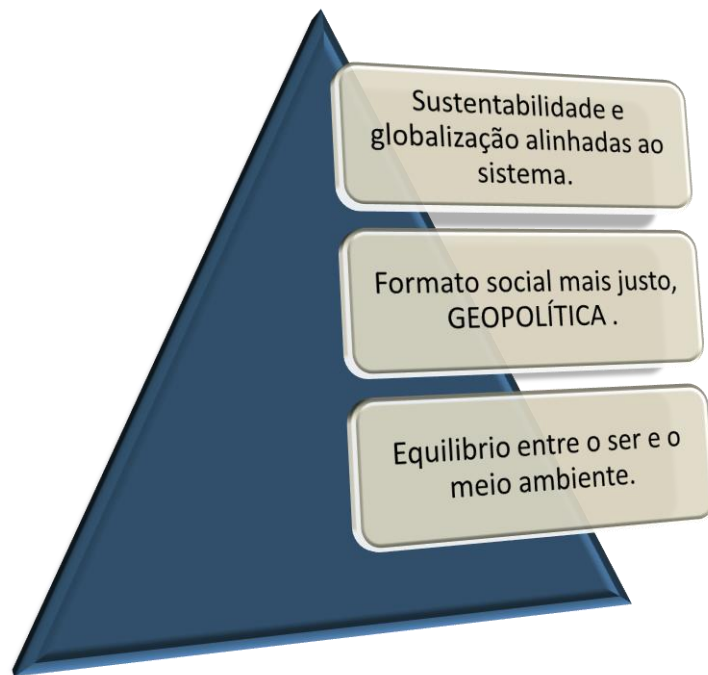 Sustentabilidade e
globalização alinhadas ao
sistema.
Formato social mais justo,
GEOPOLÍTICA .
Equilibrio entre o ser e o
meio ambiente.